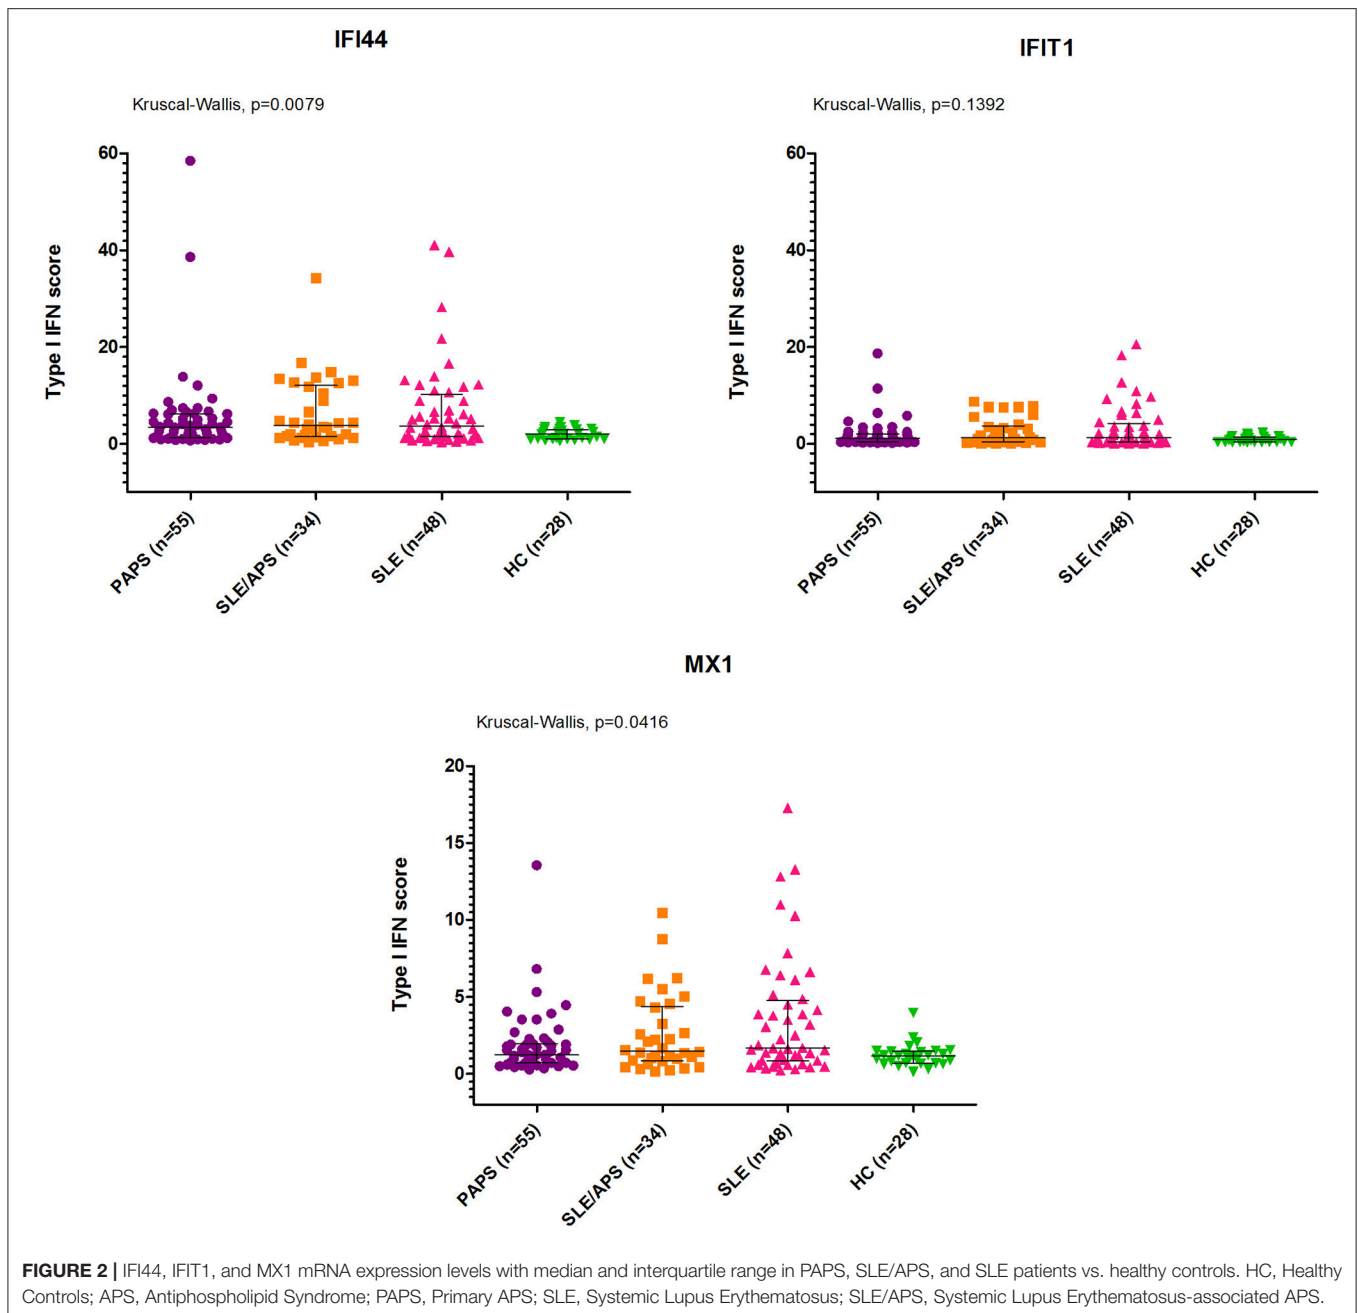 IFI44
Kruscal-Wallis, p=0.0079
Type I IFN score
60
40
20
0
PAPS (n=55)
SLE/APS (n=34)
SLE (n=48)
HC (n=28)
IFIT1
Kruscal-Wallis, p=0.1392
Type I IFN score
60
40
20
0
PAPS (n=55)
SLE/APS (n=34)
SLE (n=48)
HC (n=28)
MX1
Kruscal-Wallis, p=0.0416
Type I IFN score
20
15
10
5
0
PAPS (n=55)
SLE/APS (n=34)
SLE (n=48)
HC (n=28)
FIGURE 2 | IFI44, IFIT1, and MX1 mRNA expression levels with median and interquartile range in PAPS, SLE/APS, and SLE patients vs. healthy controls. HC, Healthy
Controls; APS, Antiphospholipid Syndrome; PAPS, Primary APS; SLE, Systemic Lupus Erythematosus; SLE/APS, Systemic Lupus Erythematosus-associated APS.